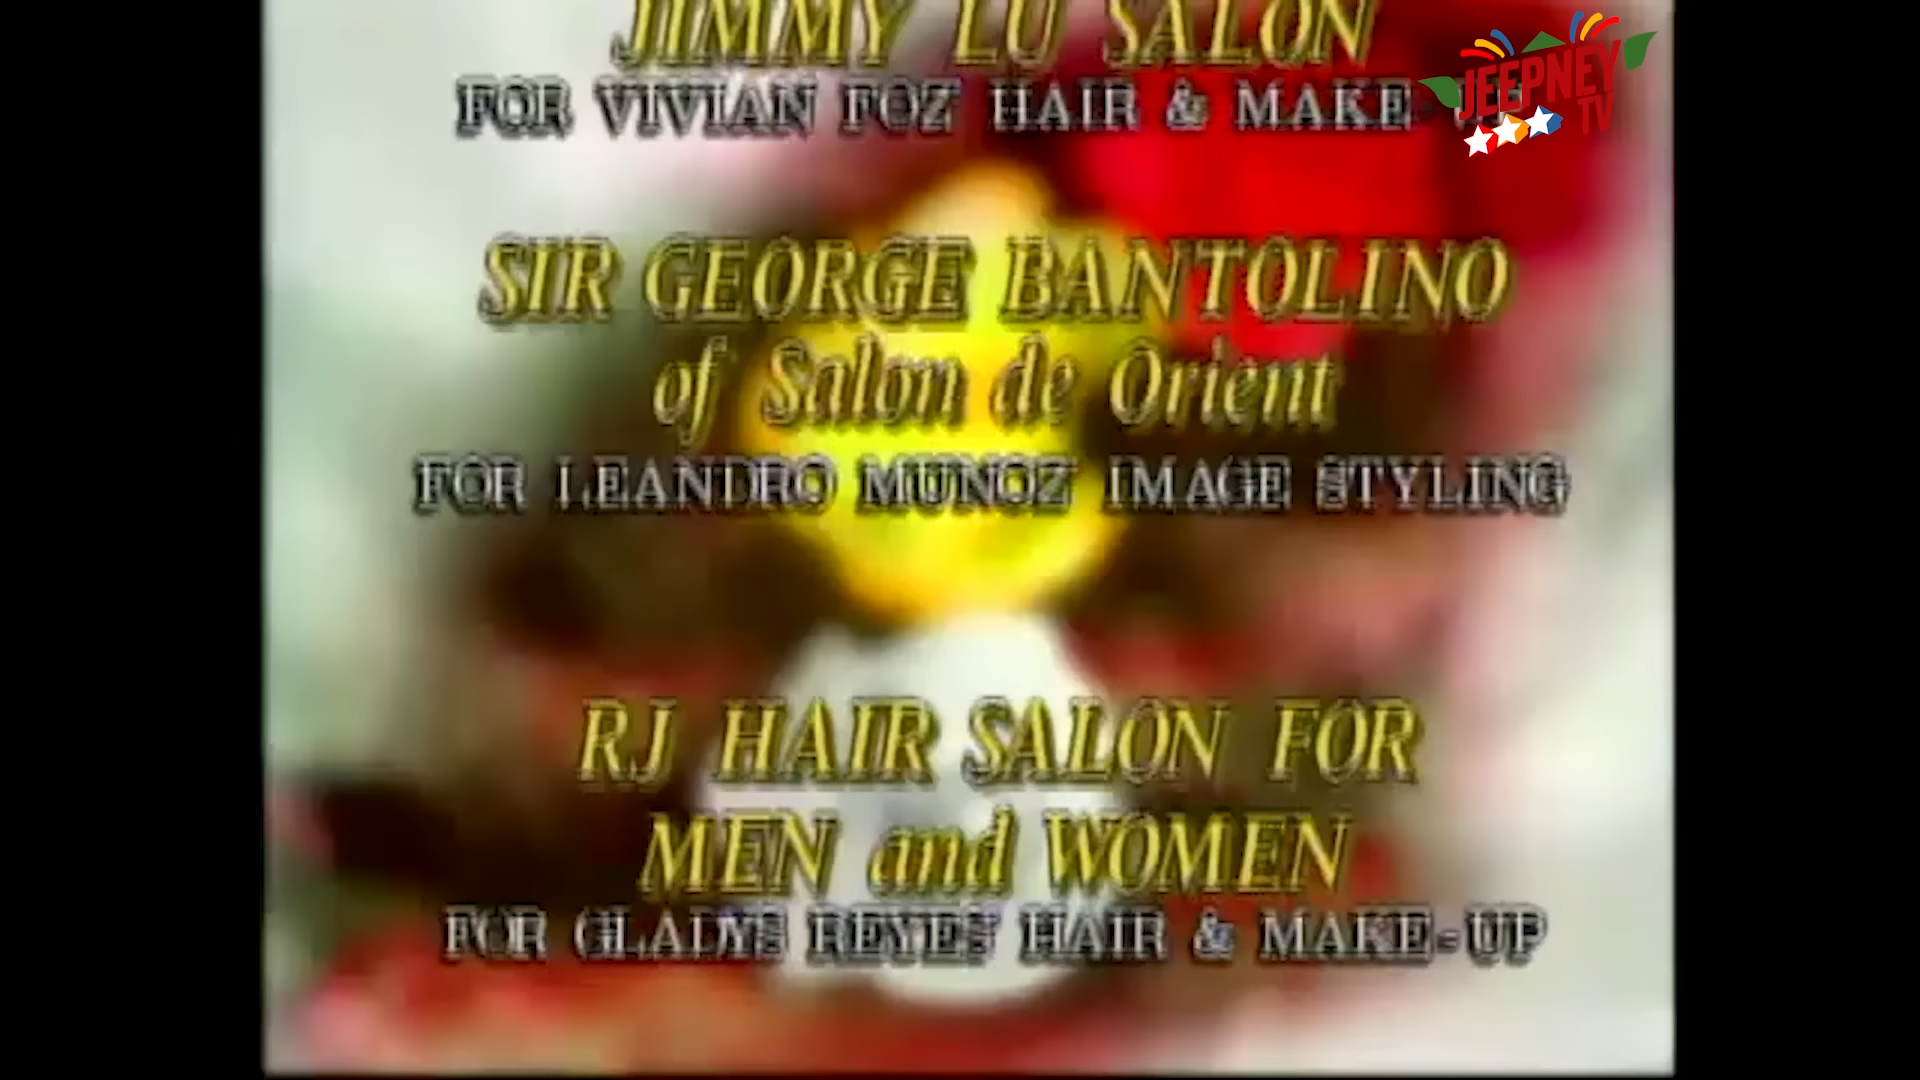 JIMMY LU SALON
FOR VIVIAN FOZ HAIR & MAKE-UP
JEEPNEY
TV
SIR GEORGE BANTOLINO
of Salon de Orient
FOR LEANDRO MUNOZ IMAGE STYLING
RJ HAIR SALON FOR
MEN and WOMEN
FOR GLADYS REYES HAIR & MAKE-UP